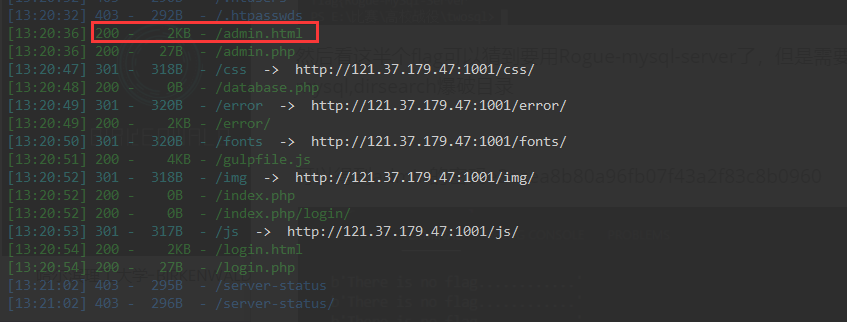 [13:20:32] 403 - 292B - /.htpasswds
[13:20:36] 200 - 2KB - /admin.html
[13:20:36] 200 - 27B - /admin.php
[13:20:47] 301 - 318B - /css -> http://121.37.179.47:1001/css/
[13:20:48] 200 - 0B - /database.php
[13:20:49] 301 - 320B - /error -> http://121.37.179.47:1001/error/
[13:20:49] 200 - 2KB - /error/
[13:20:50] 301 - 320B - /fonts -> http://121.37.179.47:1001/fonts/
[13:20:51] 200 - 4KB - /gulpfile.js
[13:20:52] 301 - 318B - /img -> http://121.37.179.47:1001/img/
[13:20:52] 200 - 0B - /index.php
[13:20:52] 200 - 0B - /index.php/login/
[13:20:53] 301 - 317B - /js -> http://121.37.179.47:1001/js/
[13:20:54] 200 - 2KB - /login.html
[13:20:54] 200 - 27B - /login.php
[13:21:02] 403 - 295B - /server-status
[13:21:02] 403 - 296B - /server-status/